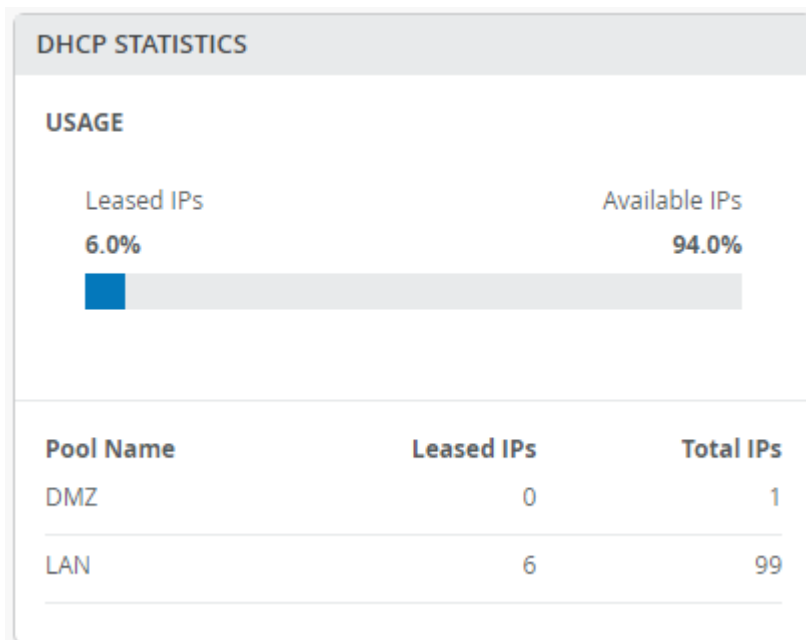 DHCP STATISTICS
USAGE
Leased IPs Available IPs
6.0% 94.0%
Pool Name Leased IPs Total IPs
DMZ 0 1
LAN 6 99